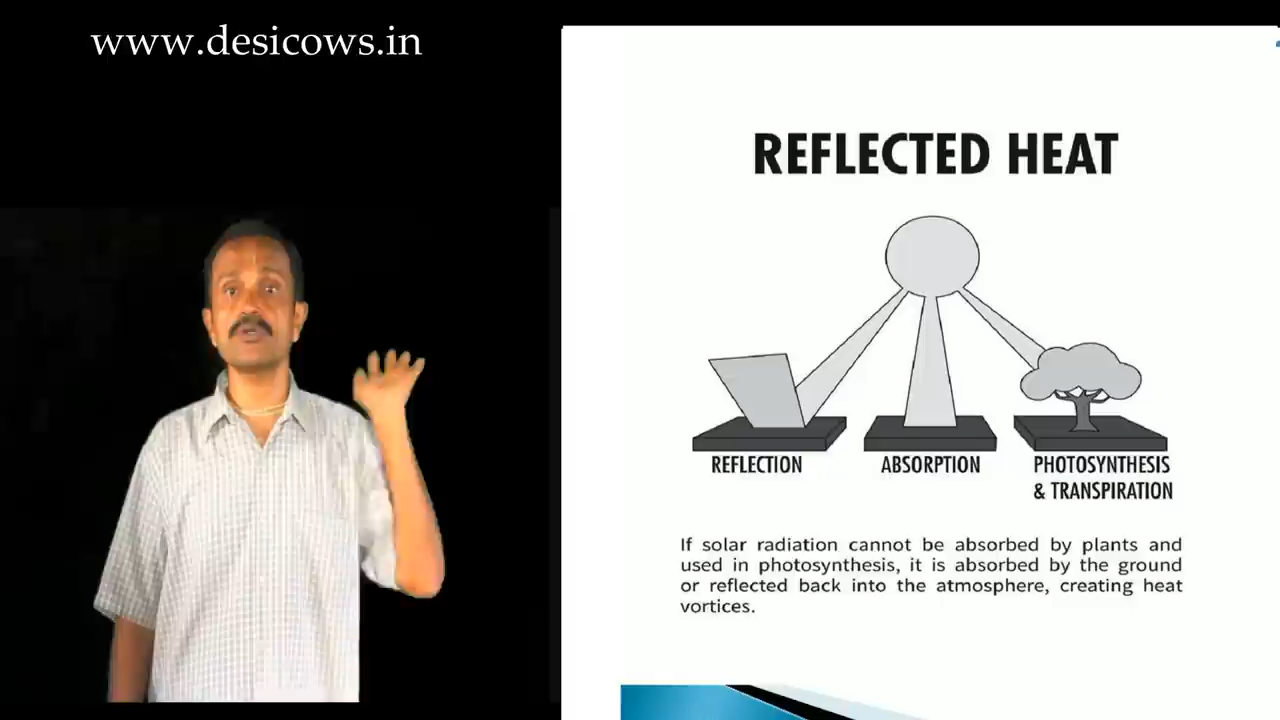 www.desicows.in
REFLECTED HEAT
REFLECTION
ABSORPTION
PHOTOSYNTHESIS
& TRANSPIRATION
If solar radiation cannot be absorbed by plants and
used in photosynthesis, it is absorbed by the ground
or reflected back into the atmosphere, creating heat
vortices.